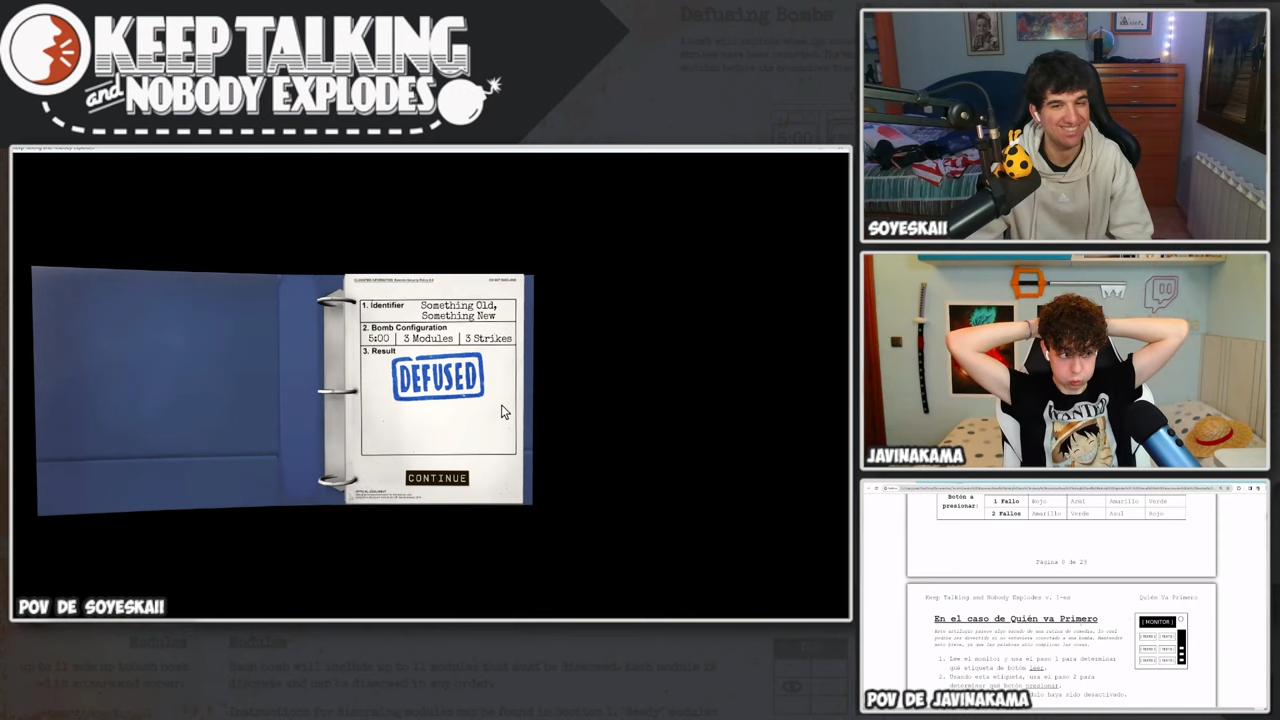 KEEP TALKING
and NOBODY EXPLODES
Defusing Bombs
1. Identifier
Something Old,
Something New
2. Bomb Configuration
5:00 | 3 Modules | 3 Strikes
3. Result
DEFUSED
CONTINUE
POV DE SOYESKAII
SOYESKAII
JAVINAKAMA
Botón a
presionar:
1 Fallo Rojo Azul Amarillo Verde
2 Fallos Amarillo Verde Azul Rojo
Página 8 de 23
Keep Talking and Nobody Explodes v. 1-es
Quién Va Primero
En el caso de Quién va Primero
[ MONITOR ]
1. Lee el monitor y usa el paso 1 para determinar
qué etiqueta de botón leer.
2. Usando esta etiqueta, usa el paso 2 para
determinar qué botón presionar.
haya sido desactivado.
POV DE JAVINAKAMA